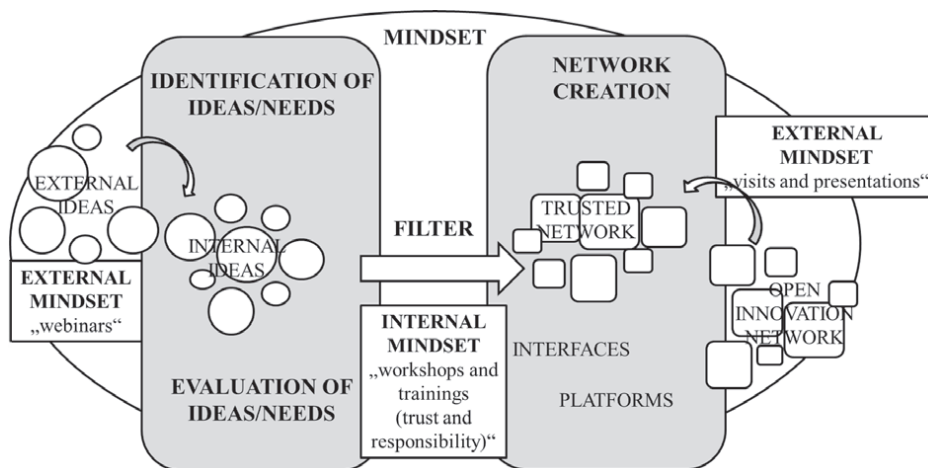 MINDSET
IDENTIFICATION OF
IDEAS/NEEDS
EXTERNAL
IDEAS
INTERNAL
IDEAS
EXTERNAL
MINDSET
„webinars“
EVALUATION OF
IDEAS/NEEDS
FILTER
INTERNAL
MINDSET
„workshops and
trainings
(trust and
responsibility)“
NETWORK
CREATION
TRUSTED
NETWORK
INTERFACES
PLATFORMS
EXTERNAL
MINDSET
„visits and presentations“
OPEN
INNOVATION
NETWORK